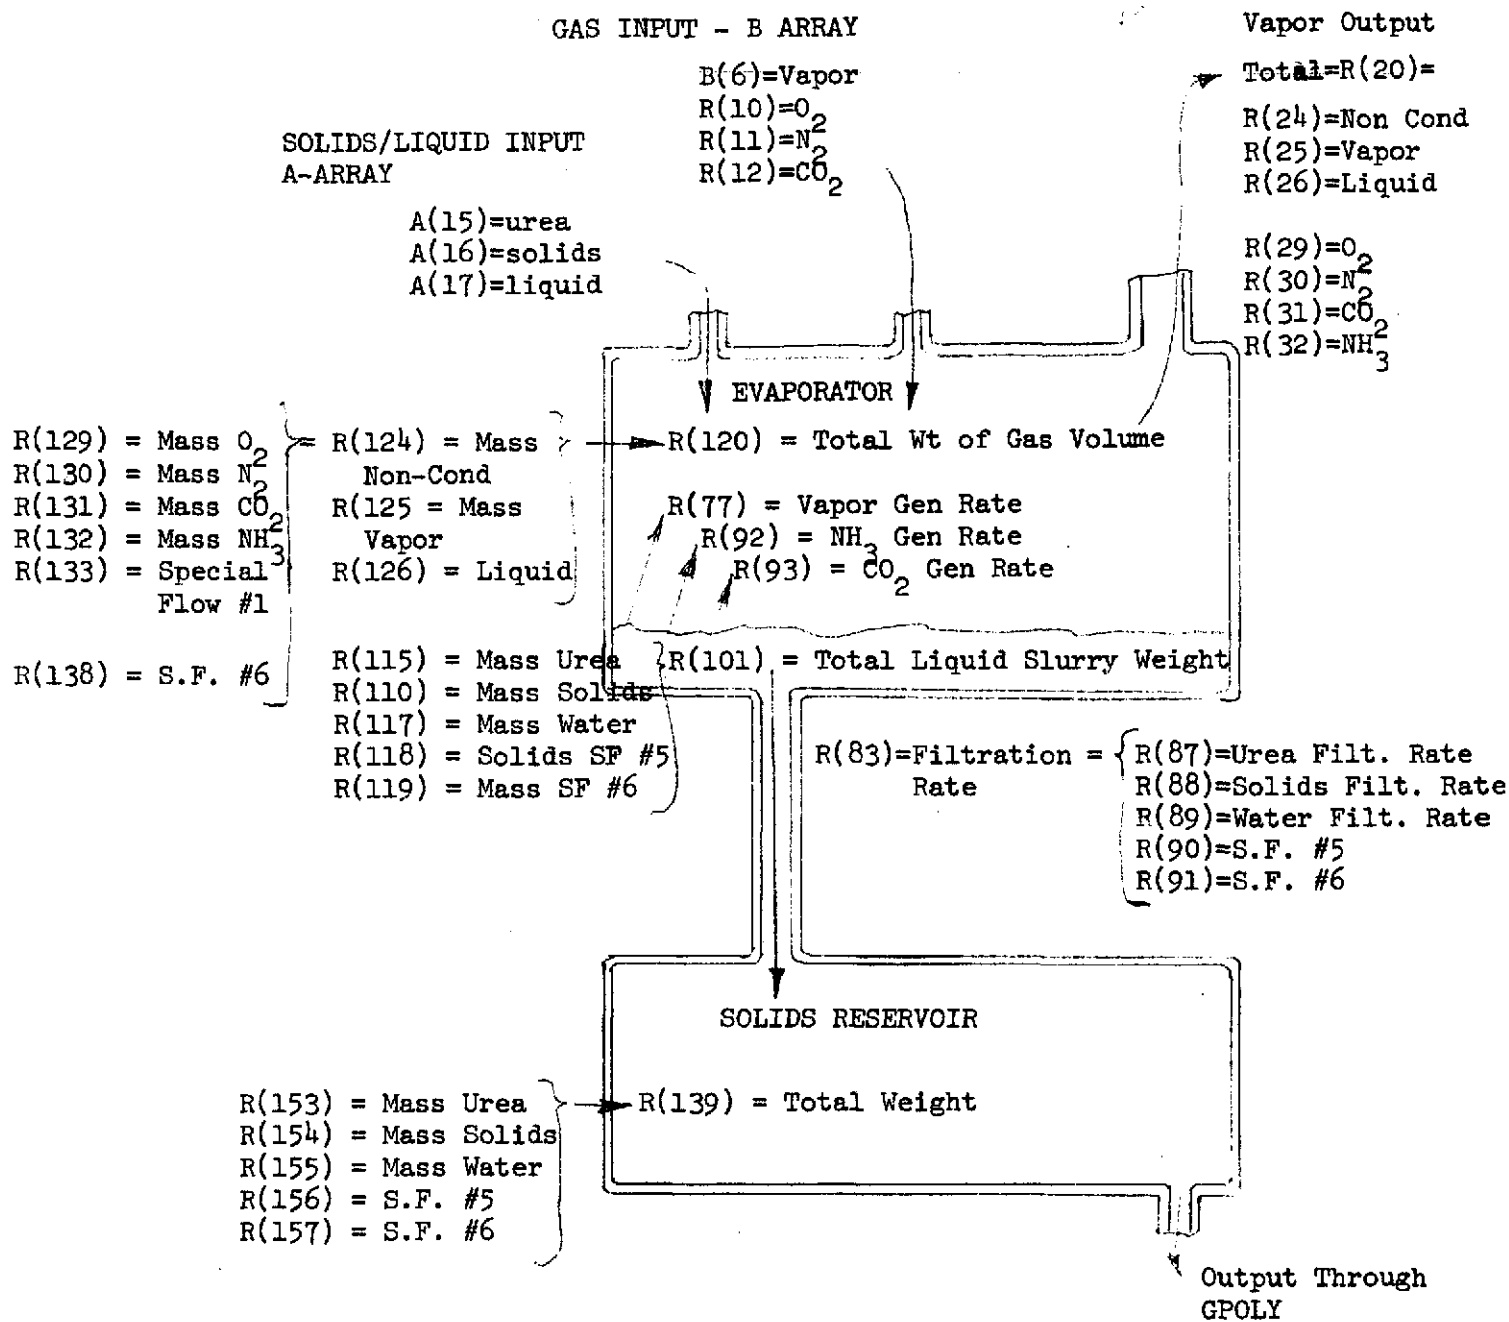 GAS INPUT - B ARRAY
B(6)=Vapor
R(10)=O2
R(11)=N2
R(12)=CO2
Vapor Output
Total=R(20)=
R(24)=Non Cond
R(25)=Vapor
R(26)=Liquid
R(29)=O2
R(30)=N2
R(31)=CO2
R(32)=NH3
SOLIDS/LIQUID INPUT
A-ARRAY
A(15)=urea
A(16)=solids
A(17)=liquid
EVAPORATOR
R(129) = Mass O2
R(130) = Mass N2
R(131) = Mass CO2
R(132) = Mass NH3
R(133) = Special
Flow #1
R(138) = S.F. #6
= R(124) = Mass
Non-Cond
R(125 = Mass
Vapor
R(126) = Liquid
R(120) = Total Wt of Gas Volume
R(77) = Vapor Gen Rate
R(92) = NH3 Gen Rate
R(93) = CO2 Gen Rate
R(115) = Mass Urea
R(110) = Mass Solids
R(117) = Mass Water
R(118) = Solids SF #5
R(119) = Mass SF #6
R(101) = Total Liquid Slurry Weight
R(83)=Filtration =
Rate
R(87)=Urea Filt. Rate
R(88)=Solids Filt. Rate
R(89)=Water Filt. Rate
R(90)=S.F. #5
R(91)=S.F. #6
SOLIDS RESERVOIR
R(153) = Mass Urea
R(154) = Mass Solids
R(155) = Mass Water
R(156) = S.F. #5
R(157) = S.F. #6
R(139) = Total Weight
Output Through
GPOLY